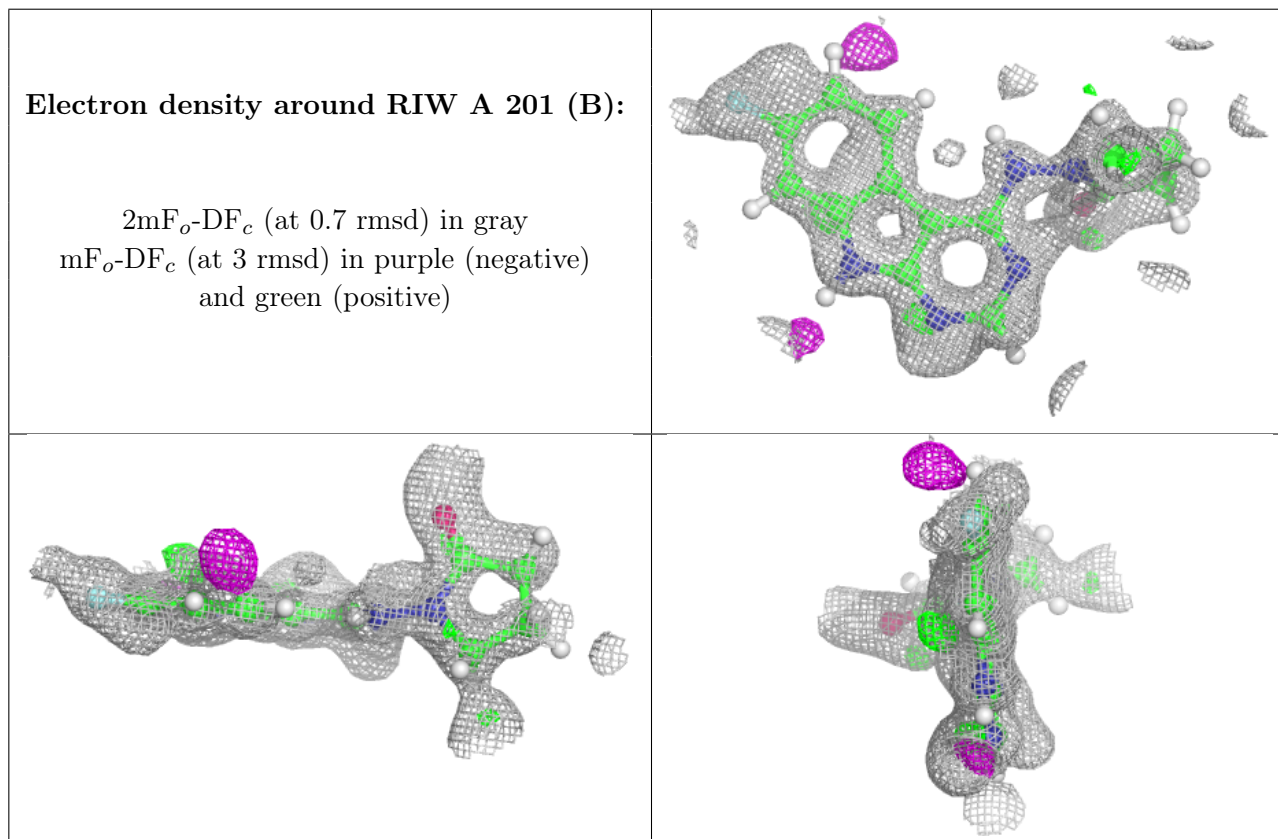 Electron density around RIW A 201 (B):
2mFₒ-DF𝒸 (at 0.7 rmsd) in gray
mFₒ-DF𝒸 (at 3 rmsd) in purple (negative)
and green (positive)